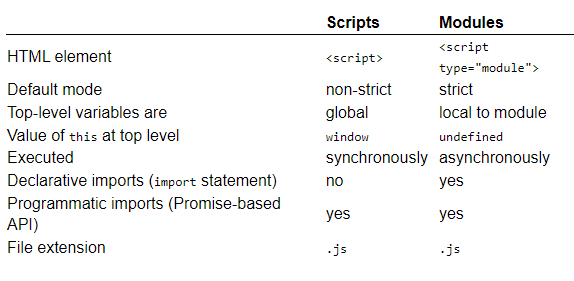 Scripts Modules
HTML element <script> <script type="module">
Default mode non-strict strict
Top-level variables are global local to module
Value of this at top level window undefined
Executed synchronously asynchronously
Declarative imports (import statement) no yes
Programmatic imports (Promise-based API) yes yes
File extension .js .js